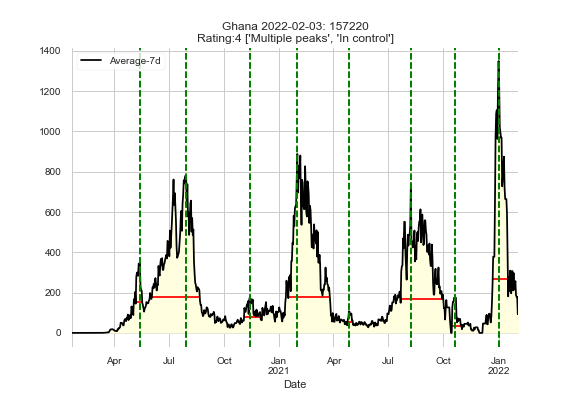 Ghana 2022-02-03: 157220
Rating:4 ['Multiple peaks', 'In control']
Average-7d
1400
1200
1000
800
600
400
200
0
Apr Jul Oct Jan Apr Jul Oct Jan
2021 2022
Date